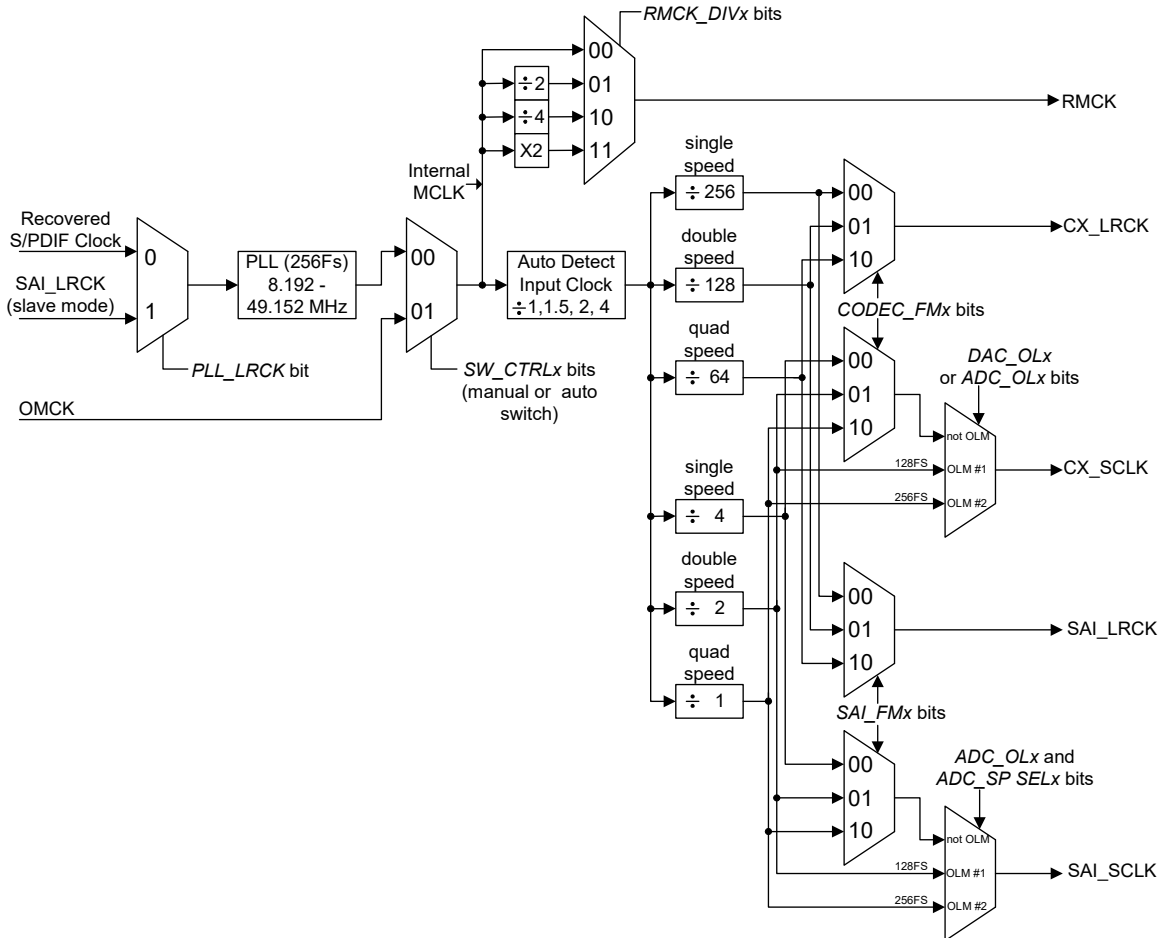 RMCK_DIVx bits
00
÷2
01
÷4
10
X2
11
RMCK
Internal
MCLK
Recovered
S/PDIF Clock
SAI_LRCK
(slave mode)
0
1
PLL_LRCK bit
PLL (256Fs)
8.192 -
49.152 MHz
OMCK
00
01
SW_CTRLx bits
(manual or auto
switch)
Auto Detect
Input Clock
÷1,1.5, 2, 4
single
speed
÷ 256
double
speed
÷ 128
quad
speed
÷ 64
00
01
10
CX_LRCK
CODEC_FMx bits
00
01
10
DAC_OLx
or ADC_OLx bits
not OLM
128FS
OLM #1
256FS
OLM #2
CX_SCLK
single
speed
÷ 4
double
speed
÷ 2
quad
speed
÷ 1
00
01
10
SAI_LRCK
SAI_FMx bits
00
01
10
ADC_OLx and
ADC_SP SELx bits
not OLM
128FS
OLM #1
256FS
OLM #2
SAI_SCLK